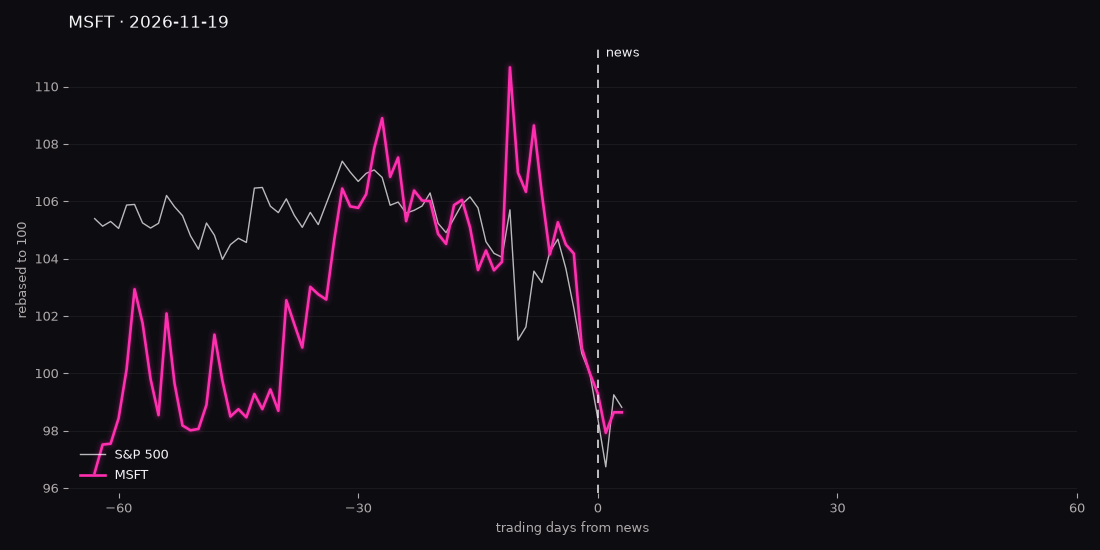 MSFT · 2026-11-19
news
110
108
106
104
102
100
98
96
rebased to 100
S&P 500
MSFT
−60
−30
0
30
60
trading days from news